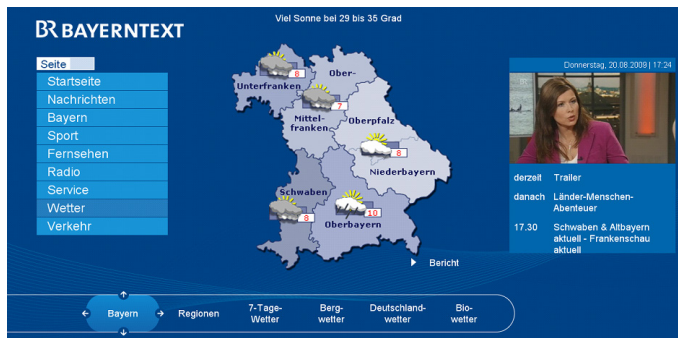 Viel Sonne bei 29 bis 35 Grad
BR BAYERNTEXT
Seite
Startseite
Nachrichten
Bayern
Sport
Fernsehen
Radio
Service
Wetter
Verkehr
8
Unterfranken
Ober-
7
Mittel-
franken
Oberpfalz
8
Niederbayern
Schwaben
8
10
Oberbayern
Bericht
Donnerstag, 20.08.2009 | 17:24
derzeit Trailer
danach Länder-Menschen-
Abenteuer
17.30 Schwaben & Altbayern
aktuell - Frankenschau
aktuell
Bayern
Regionen
7-Tage-
Wetter
Berg-
wetter
Deutschland-
wetter
Bio-
wetter